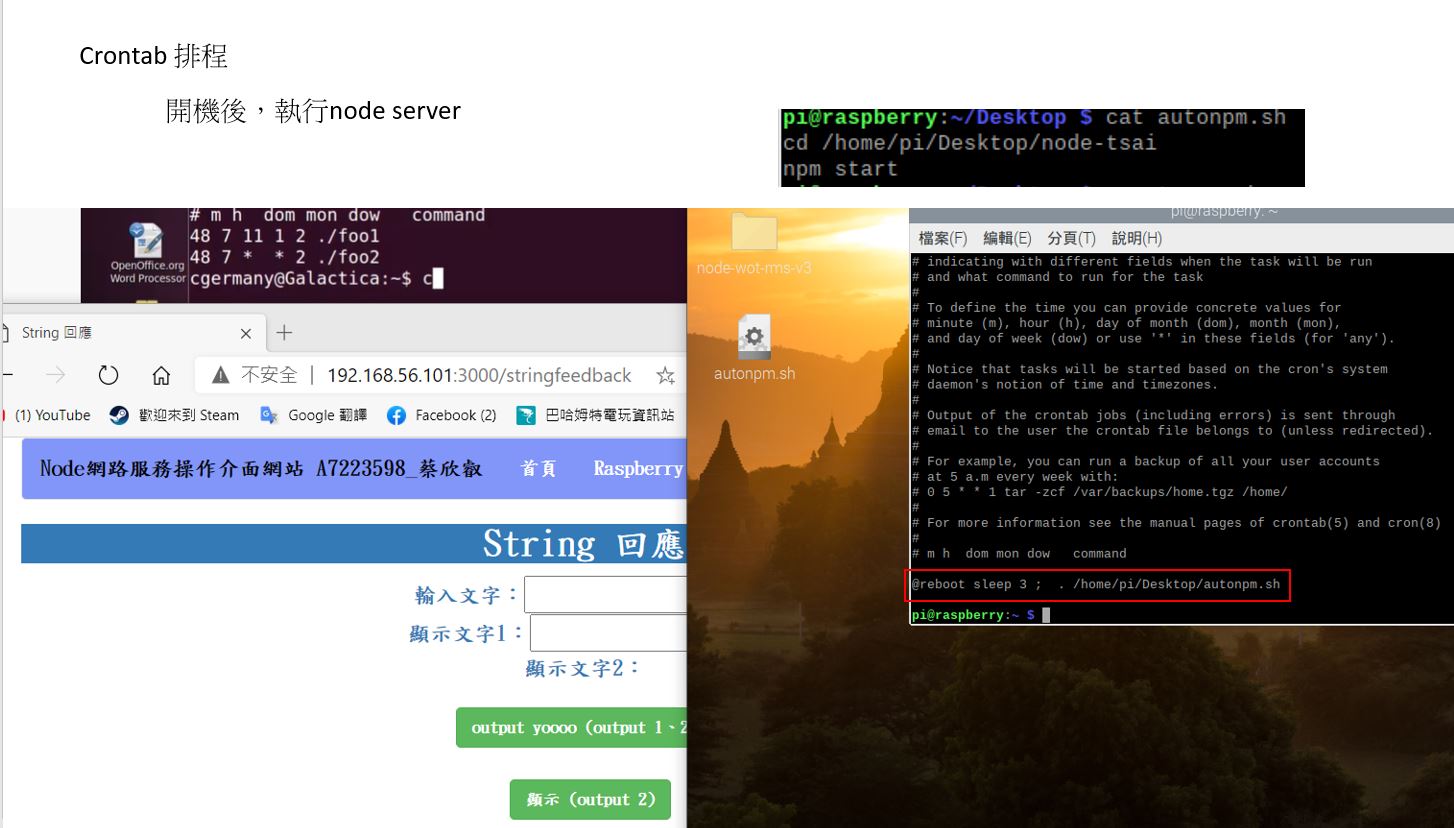 Crontab 排程
開機後，執行node server
pi@raspberry:~/Desktop $ cat autonpm.sh
cd /home/pi/Desktop/node-tsai
npm start
# m h  dom mon dow   command
48 7 11 1 2 ./foo1
48 7 *  * 2 ./foo2
cgermany@Galactica:~$ c
OpenOffice.org
Word Processor
String 回應
不安全 | 192.168.56.101:3000/stringfeedback
(1) YouTube
歡迎來到 Steam
Google 翻譯
Facebook (2)
巴哈姆特電玩資訊站
Node網路服務操作介面網站 A7223598_蔡欣叡
首頁
Raspberry
String 回應
輸入文字：
顯示文字1：
顯示文字2：
output yoooo (output 1、2
顯示 (output 2)
node-wot-rms-v3
autonpm.sh
pi@raspberry: ~
檔案(F) 編輯(E) 分頁(T) 說明(H)
# indicating with different fields when the task will be run
# and what command to run for the task
#
# To define the time you can provide concrete values for
# minute (m), hour (h), day of month (dom), month (mon),
# and day of week (dow) or use '*' in these fields (for 'any').
#
# Notice that tasks will be started based on the cron's system
# daemon's notion of time and timezones.
#
# Output of the crontab jobs (including errors) is sent through
# email to the user the crontab file belongs to (unless redirected).
#
# For example, you can run a backup of all your user accounts
# at 5 a.m every week with:
# 0 5 * * 1 tar -zcf /var/backups/home.tgz /home/
#
# For more information see the manual pages of crontab(5) and cron(8)
#
# m h  dom mon dow   command
@reboot sleep 3 ;  . /home/pi/Desktop/autonpm.sh
pi@raspberry:~ $